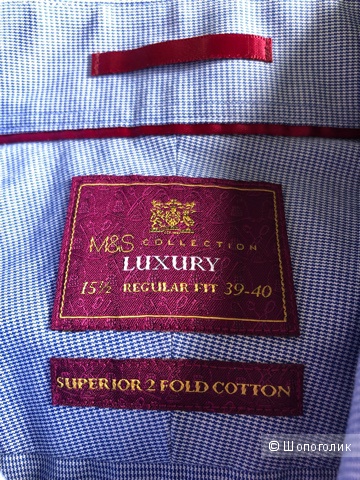 M&S COLLECTION
LUXURY
15½ REGULAR FIT 39-40
SUPERIOR 2 FOLD COTTON
© Шопоголик